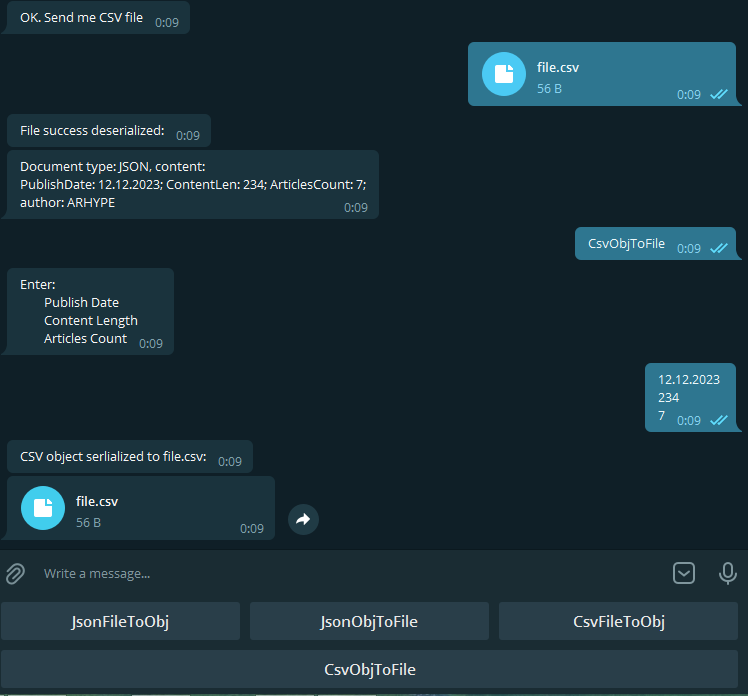 OK. Send me CSV file 0:09
file.csv
56 B
0:09
File success deserialized: 0:09
Document type: JSON, content:
PublishDate: 12.12.2023; ContentLen: 234; ArticlesCount: 7;
author: ARHYPE
0:09
CsvObjToFile 0:09
Enter:
Publish Date
Content Length
Articles Count 0:09
12.12.2023
234
7 0:09
CSV object serlialized to file.csv: 0:09
file.csv
56 B
0:09
Write a message...
JsonFileToObj JsonObjToFile CsvFileToObj
CsvObjToFile